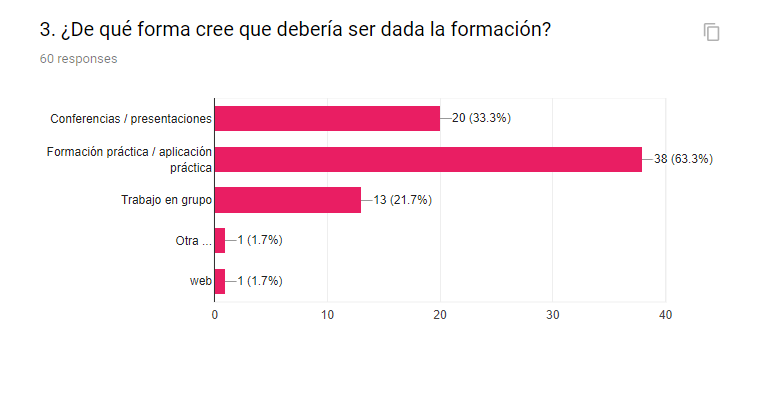 3. ¿De qué forma cree que debería ser dada la formación?
60 responses
Conferencias / presentaciones
20 (33.3%)
Formación práctica / aplicación
práctica
38 (63.3%)
Trabajo en grupo
13 (21.7%)
Otra ...
1 (1.7%)
web
1 (1.7%)
0
10
20
30
40